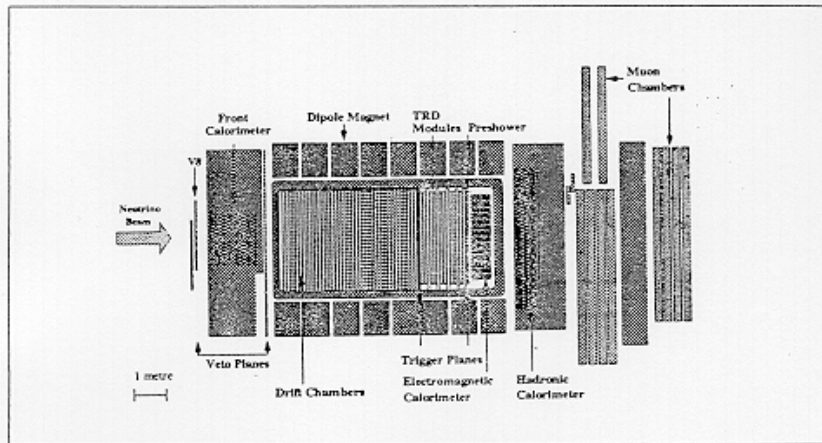 Muon
Chambers
Front
Calorimeter
Dipole Magnet
TRD
Modules
Preshower
V8
Neutrino
Beam
Veto Planes
Trigger Planes
1 metre
Drift Chambers
Electromagnetic
Calorimeter
Hadronic
Calorimeter